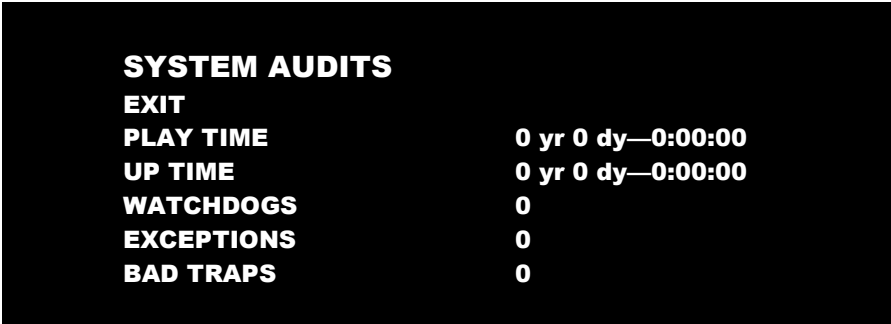 SYSTEM AUDITS
EXIT
PLAY TIME 0 yr 0 dy—0:00:00
UP TIME 0 yr 0 dy—0:00:00
WATCHDOGS 0
EXCEPTIONS 0
BAD TRAPS 0